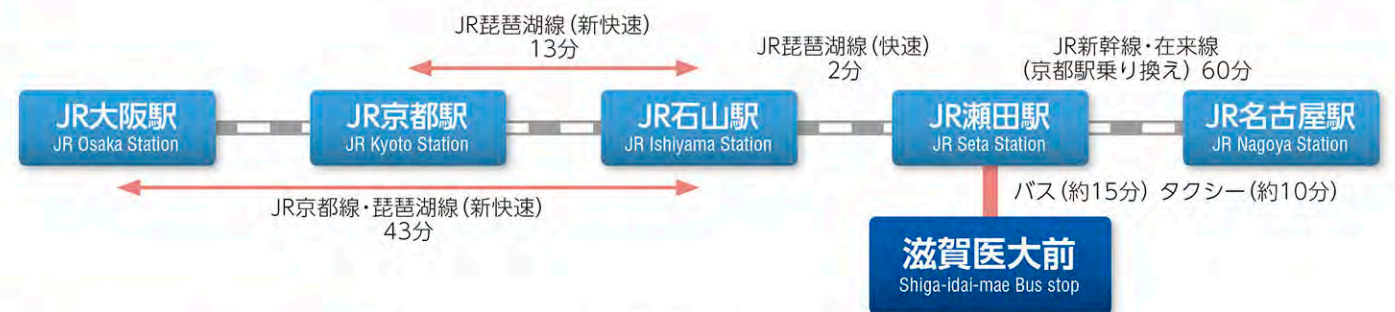 JR琵琶湖線(新快速)
13分
JR琵琶湖線(快速)
2分
JR新幹線・在来線
(京都駅乗り換え) 60分
JR大阪駅
JR Osaka Station
JR京都駅
JR Kyoto Station
JR石山駅
JR Ishiyama Station
JR瀬田駅
JR Seta Station
JR名古屋駅
JR Nagoya Station
JR京都線・琵琶湖線(新快速)
43分
バス(約15分) タクシー(約10分)
滋賀医大前
Shiga-idai-mae Bus stop